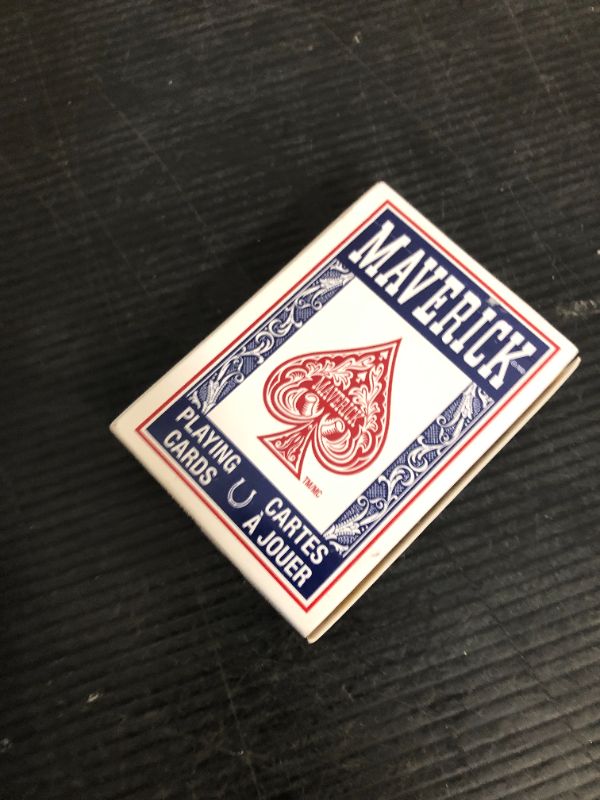 MAVERICK
MAVERICK
TM/MC
PLAYING
CARDS
CARTES
À JOUER